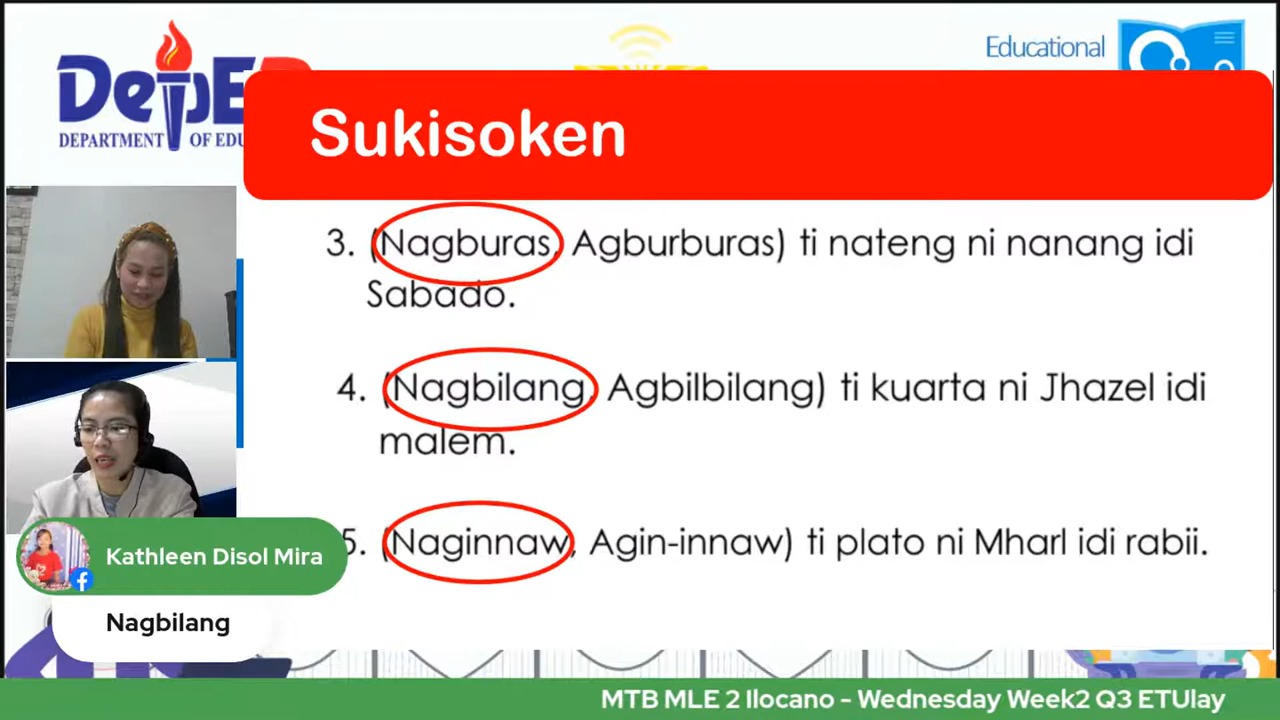 DepED
DEPARTMENT OF EDU
Educational
Sukisoken
3. (Nagburas, Agburburas) ti nateng ni nanang idi
Sabado.
4. (Nagbilang, Agbilbilang) ti kuarta ni Jhazel idi
malem.
5. (Naginnaw, Agin-innaw) ti plato ni Mharl idi rabii.
Kathleen Disol Mira
Nagbilang
MTB MLE 2 Ilocano - Wednesday Week2 Q3 ETUlay